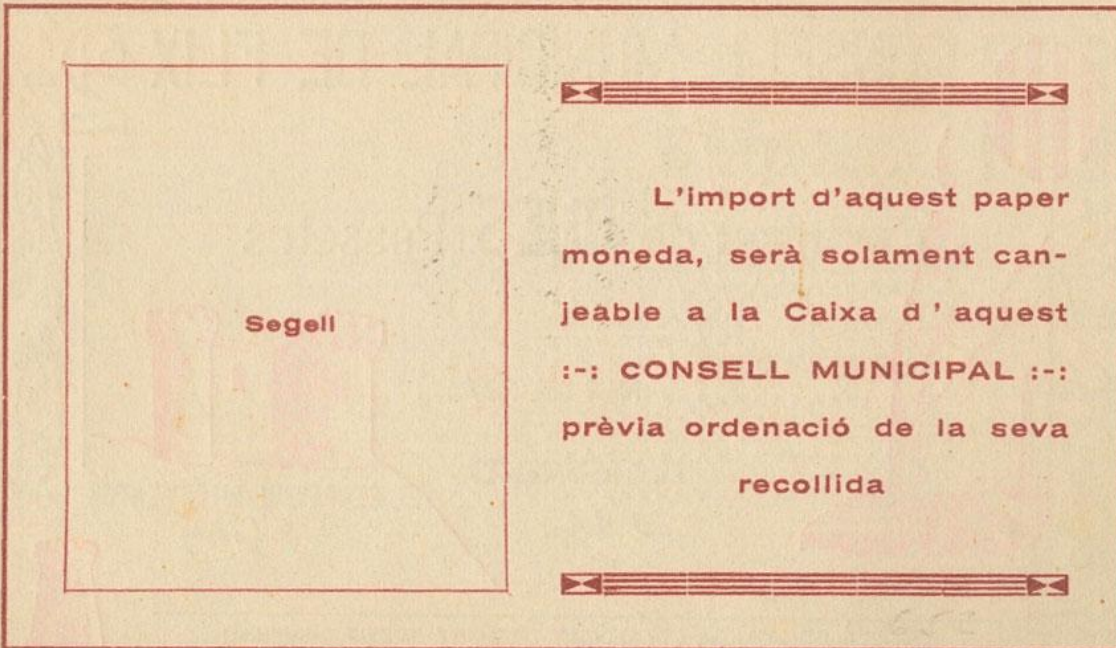 Segell
L'import d'aquest paper
moneda, serà solament can-
jeable a la Caixa d'aquest
:-: CONSELL MUNICIPAL :-:
prèvia ordenació de la seva
recollida